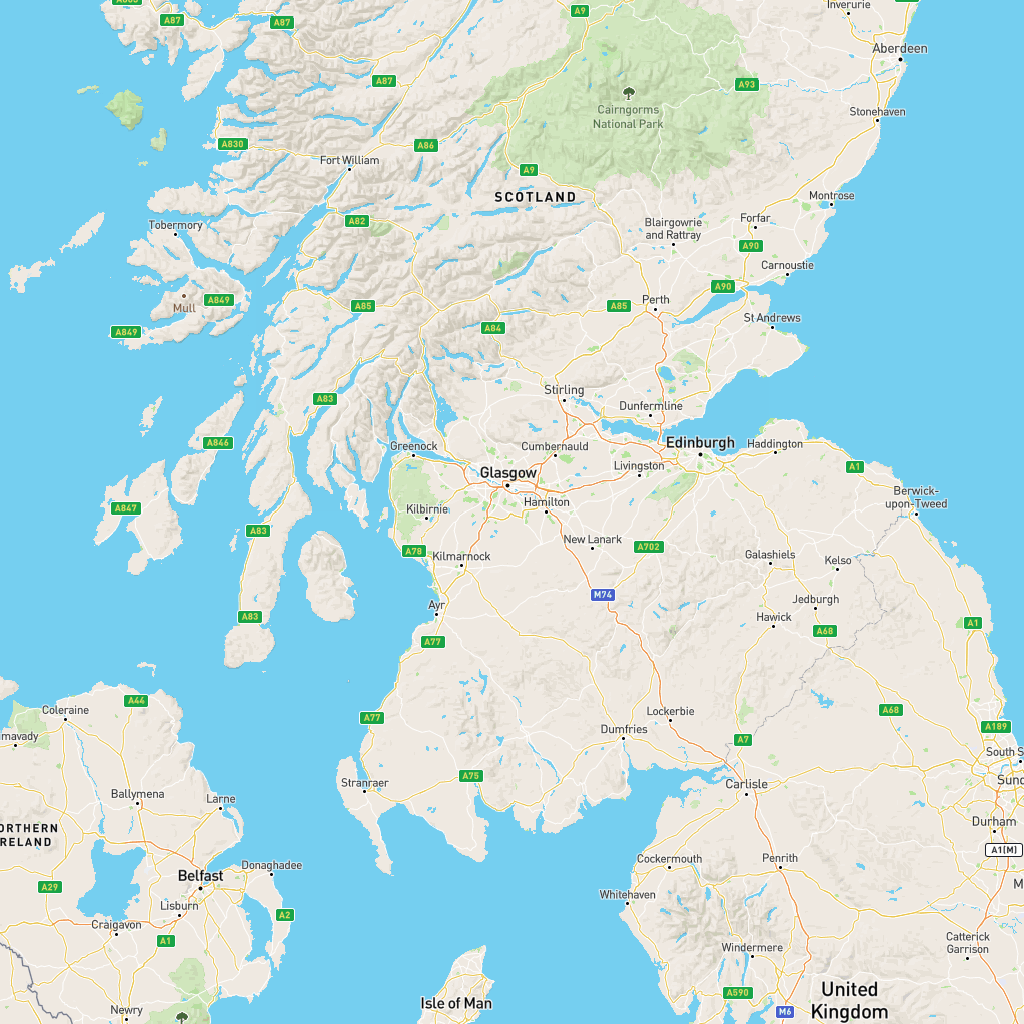 A87
A87
A9
Inverurie
Aberdeen
A87
A93
Cairngorms
National Park
Stonehaven
A830
A86
Fort William
A9
SCOTLAND
Montrose
Tobermory
A82
Blairgowrie
and Rattray
Forfar
A90
Carnoustie
A849
Mull
A85
A85
Perth
A90
A849
A84
St Andrews
Stirling
A83
Dunfermline
A846
Greenock
Cumbernauld
Edinburgh
Haddington
Glasgow
Livingston
A1
Berwick-
upon-Tweed
A847
Kilbirnie
Hamilton
A83
New Lanark
A702
A78
Kilmarnock
Galashiels
Kelso
M74
Ayr
Jedburgh
A83
Hawick
A68
A1
A77
Coleraine
A44
A77
Lockerbie
A68
mavady
Dumfries
A7
A189
South S
Stranraer
A75
Carlisle
Sund
Ballymena
Larne
ORTHERN
RELAND
Durham
A1(M)
Cockermouth
Penrith
Donaghadee
Belfast
A29
M
Whitehaven
Lisburn
A2
Craigavon
A1
Catterick
Garrison
Windermere
Isle of Man
A590
United
Kingdom
Newry
M6